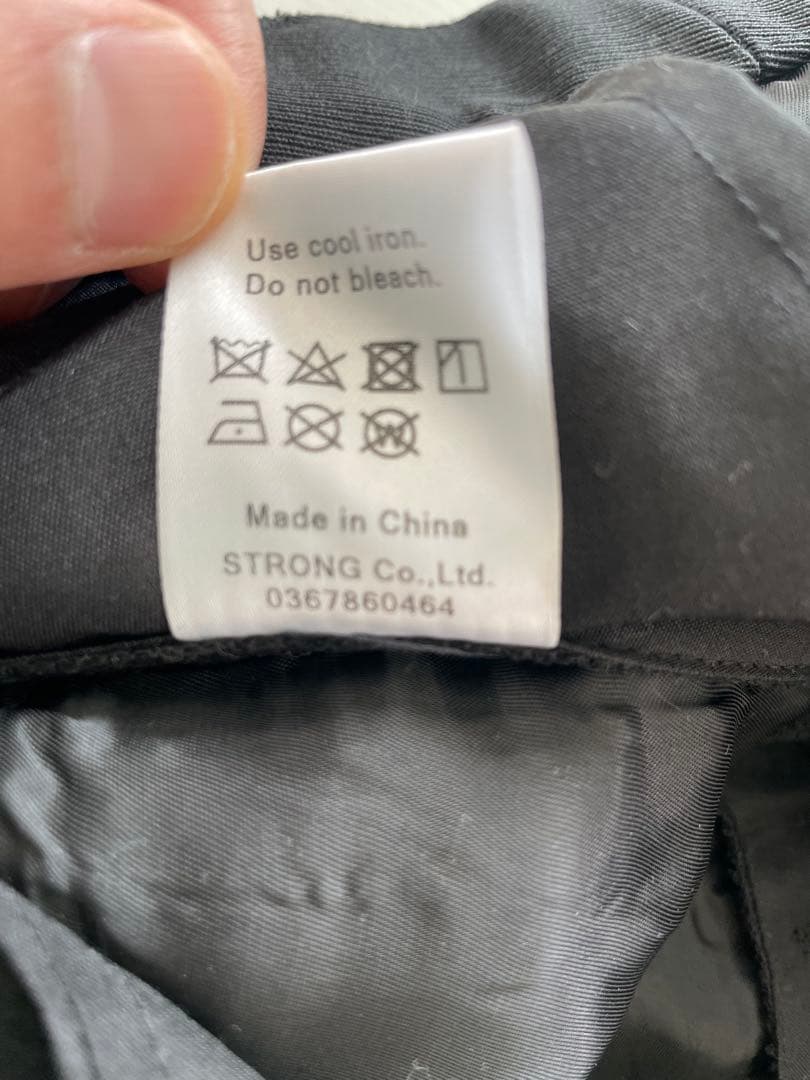 Use cool iron.
Do not bleach.
W
Made in China
STRONG Co.,Ltd.
0367860464